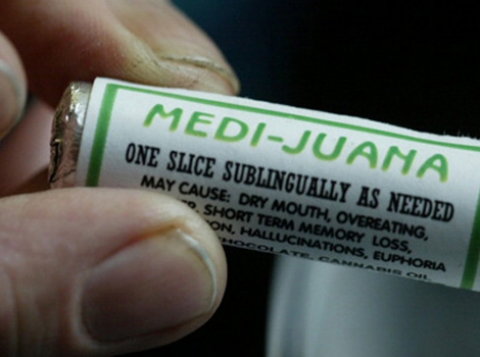 MEDI-JUANA
ONE SLICE SUBLINGUALLY AS NEEDED
MAY CAUSE: DRY MOUTH, OVEREATING,
SHORT TERM MEMORY LOSS,
HALLUCINATIONS, EUPHORIA
CANNABIS OIL,